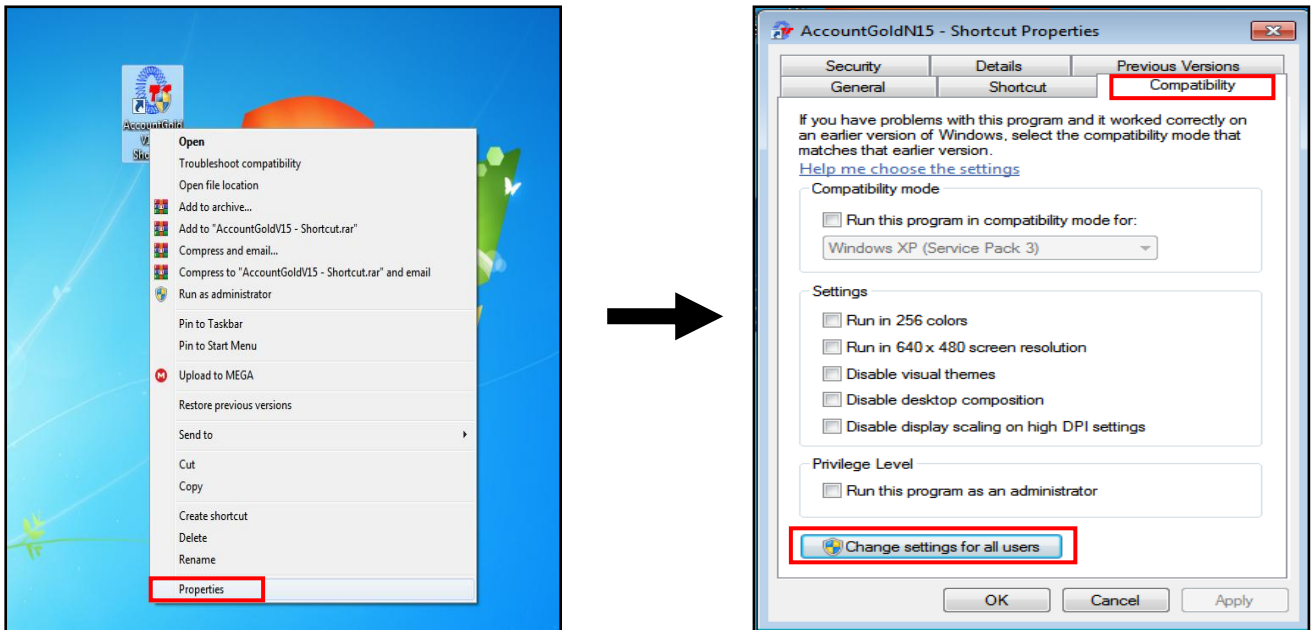 AccountGold
Open
Troubleshoot compatibility
Open file location
Add to archive...
Add to "AccountGoldV15 - Shortcut.rar"
Compress and email...
Compress to "AccountGoldV15 - Shortcut.rar" and email
Run as administrator
Pin to Taskbar
Pin to Start Menu
Upload to MEGA
Restore previous versions
Send to
Cut
Copy
Create shortcut
Delete
Rename
Properties
AccountGoldN15 - Shortcut Properties
Security Details Previous Versions
General Shortcut Compatibility
If you have problems with this program and it worked correctly on
an earlier version of Windows, select the compatibility mode that
matches that earlier version.
Help me choose the settings
Compatibility mode
Run this program in compatibility mode for:
Windows XP (Service Pack 3)
Settings
Run in 256 colors
Run in 640 x 480 screen resolution
Disable visual themes
Disable desktop composition
Disable display scaling on high DPI settings
Privilege Level
Run this program as an administrator
Change settings for all users
OK Cancel Apply